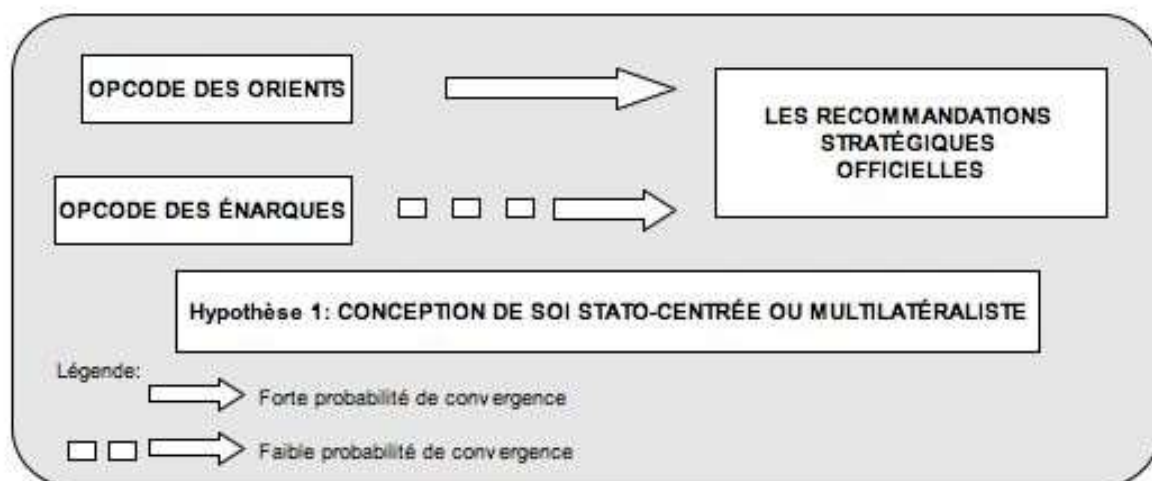 OPCODE DES ORIENTS
LES RECOMMANDATIONS
STRATÉGIQUES
OFFICIELLES
OPCODE DES ÉNARQUES
Hypothèse 1: CONCEPTION DE SOI STATO-CENTRÉE OU MULTILATÉRALISTE
Légende:
Forte probabilité de convergence
Faible probabilité de convergence